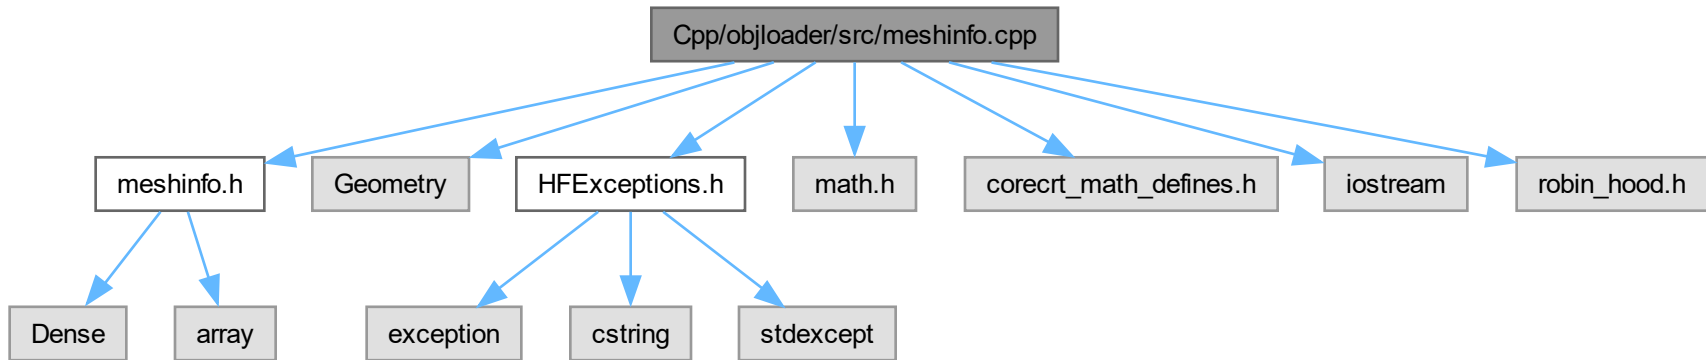 Cpp/objloader/src/meshinfo.cpp
meshinfo.h
Geometry
HFExceptions.h
math.h
corecrt_math_defines.h
iostream
robin_hood.h
Dense
array
exception
cstring
stdexcept